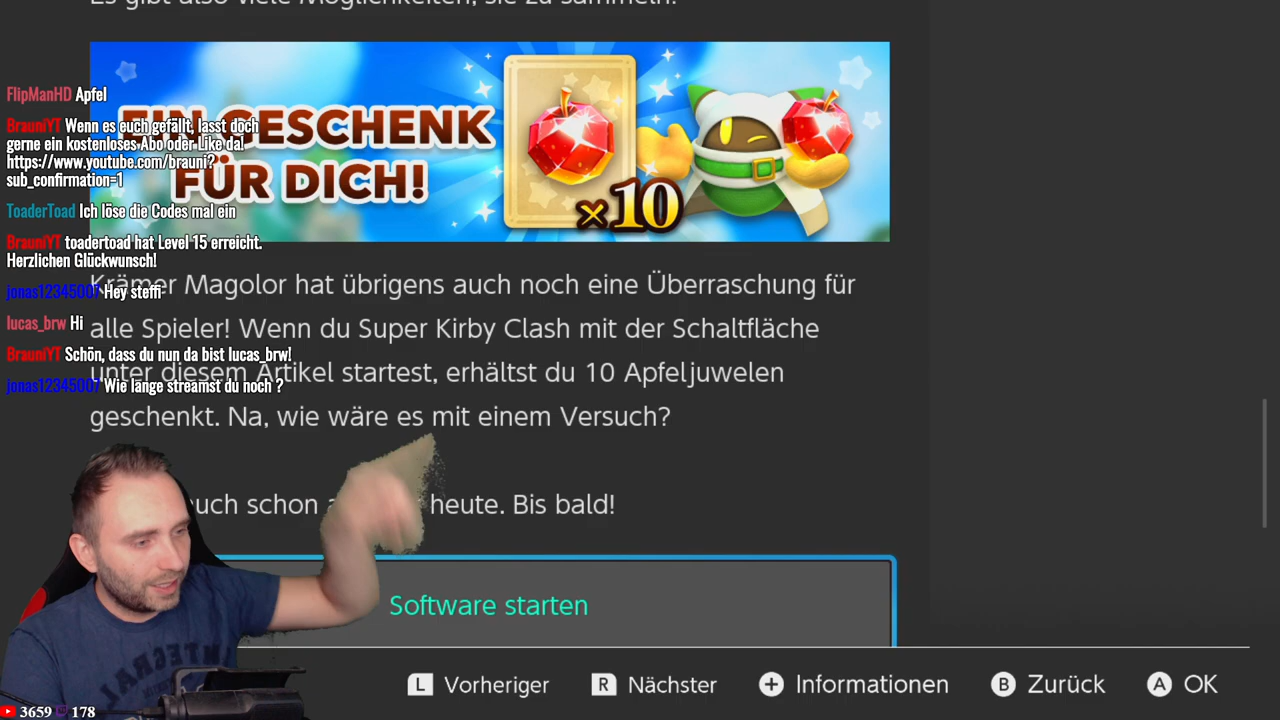 Es gibt also viele Möglichkeiten, sie zu sammeln.
EIN GESCHENK
FÜR DICH!
×10
FlipManHD Apfel
BrauniYT Wenn es euch gefällt, lasst doch
gerne ein kostenloses Abo oder Like da!
https://www.youtube.com/brauni?
sub_confirmation=1
ToaderToad Ich löse die Codes mal ein
BrauniYT toadertoad hat Level 15 erreicht.
Herzlichen Glückwunsch!
jonas12345007 Hey steffi
lucas_brw Hi
BrauniYT Schön, dass du nun da bist lucas_brw!
jonas12345007 Wie lange streamst du noch ?
Krämer Magolor hat übrigens auch noch eine Überraschung für
alle Spieler! Wenn du Super Kirby Clash mit der Schaltfläche
unter diesem Artikel startest, erhältst du 10 Apfeljuwelen
geschenkt. Na, wie wäre es mit einem Versuch?
auch schon heute. Bis bald!
Software starten
INTEGRAL
L Vorheriger R Nächster + Informationen B Zurück A OK
3659 178